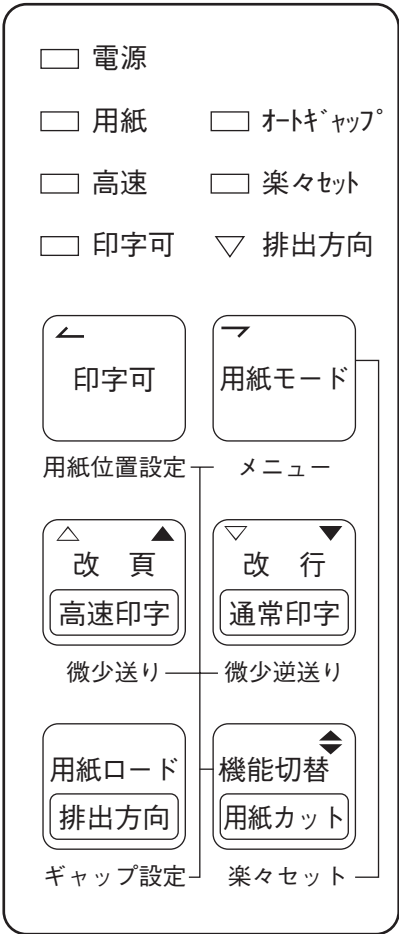 電源
用紙 オートギャップ
高速 楽々セット
印字可 排出方向
印字可 用紙モード
用紙位置設定 メニュー
改 頁 改 行
高速印字 通常印字
微少送り 微少逆送り
用紙ロード 機能切替
排出方向 用紙カット
ギャップ設定 楽々セット